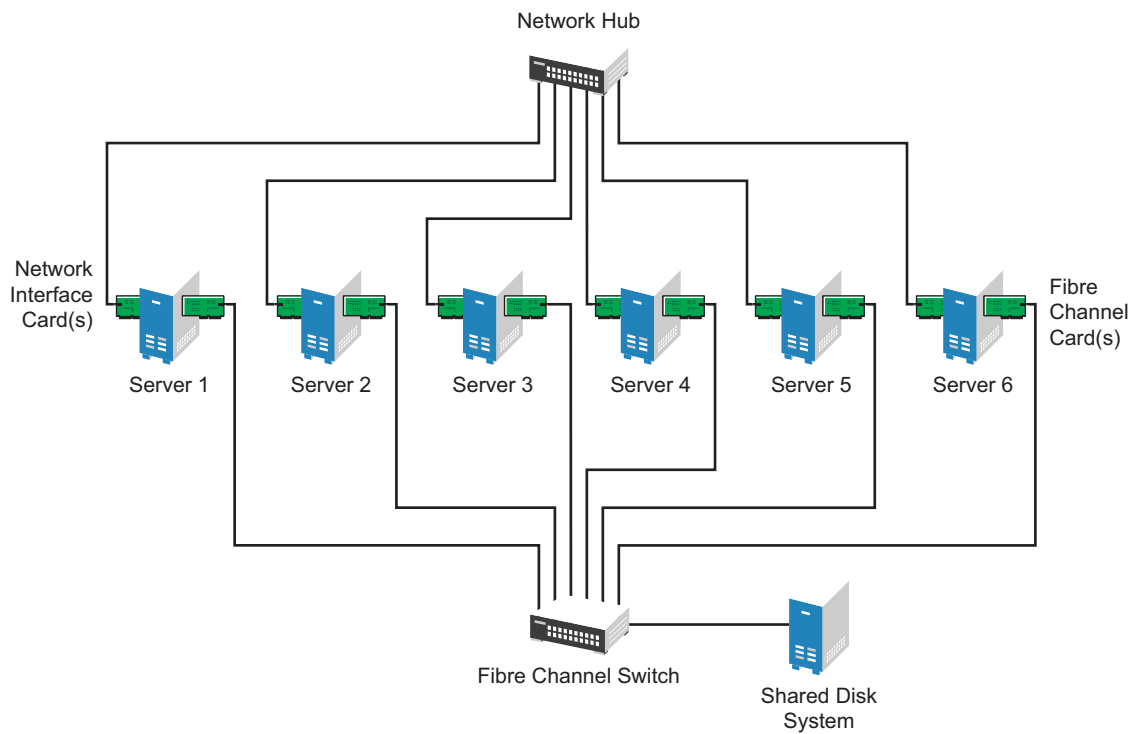 Network Hub
Network
Interface
Card(s)
Fibre
Channel
Card(s)
Server 1
Server 2
Server 3
Server 4
Server 5
Server 6
Fibre Channel Switch
Shared Disk
System